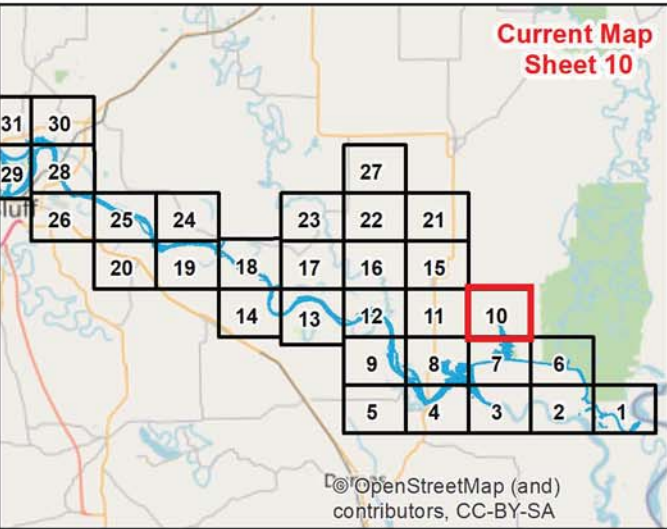 Current Map
Sheet 10
31 30
29 28
27
26 25 24 23 22 21
20 19 18 17 16 15
14 13 12 11 10
9 8 7 6
5 4 3 2 1
© OpenStreetMap (and)
contributors, CC-BY-SA